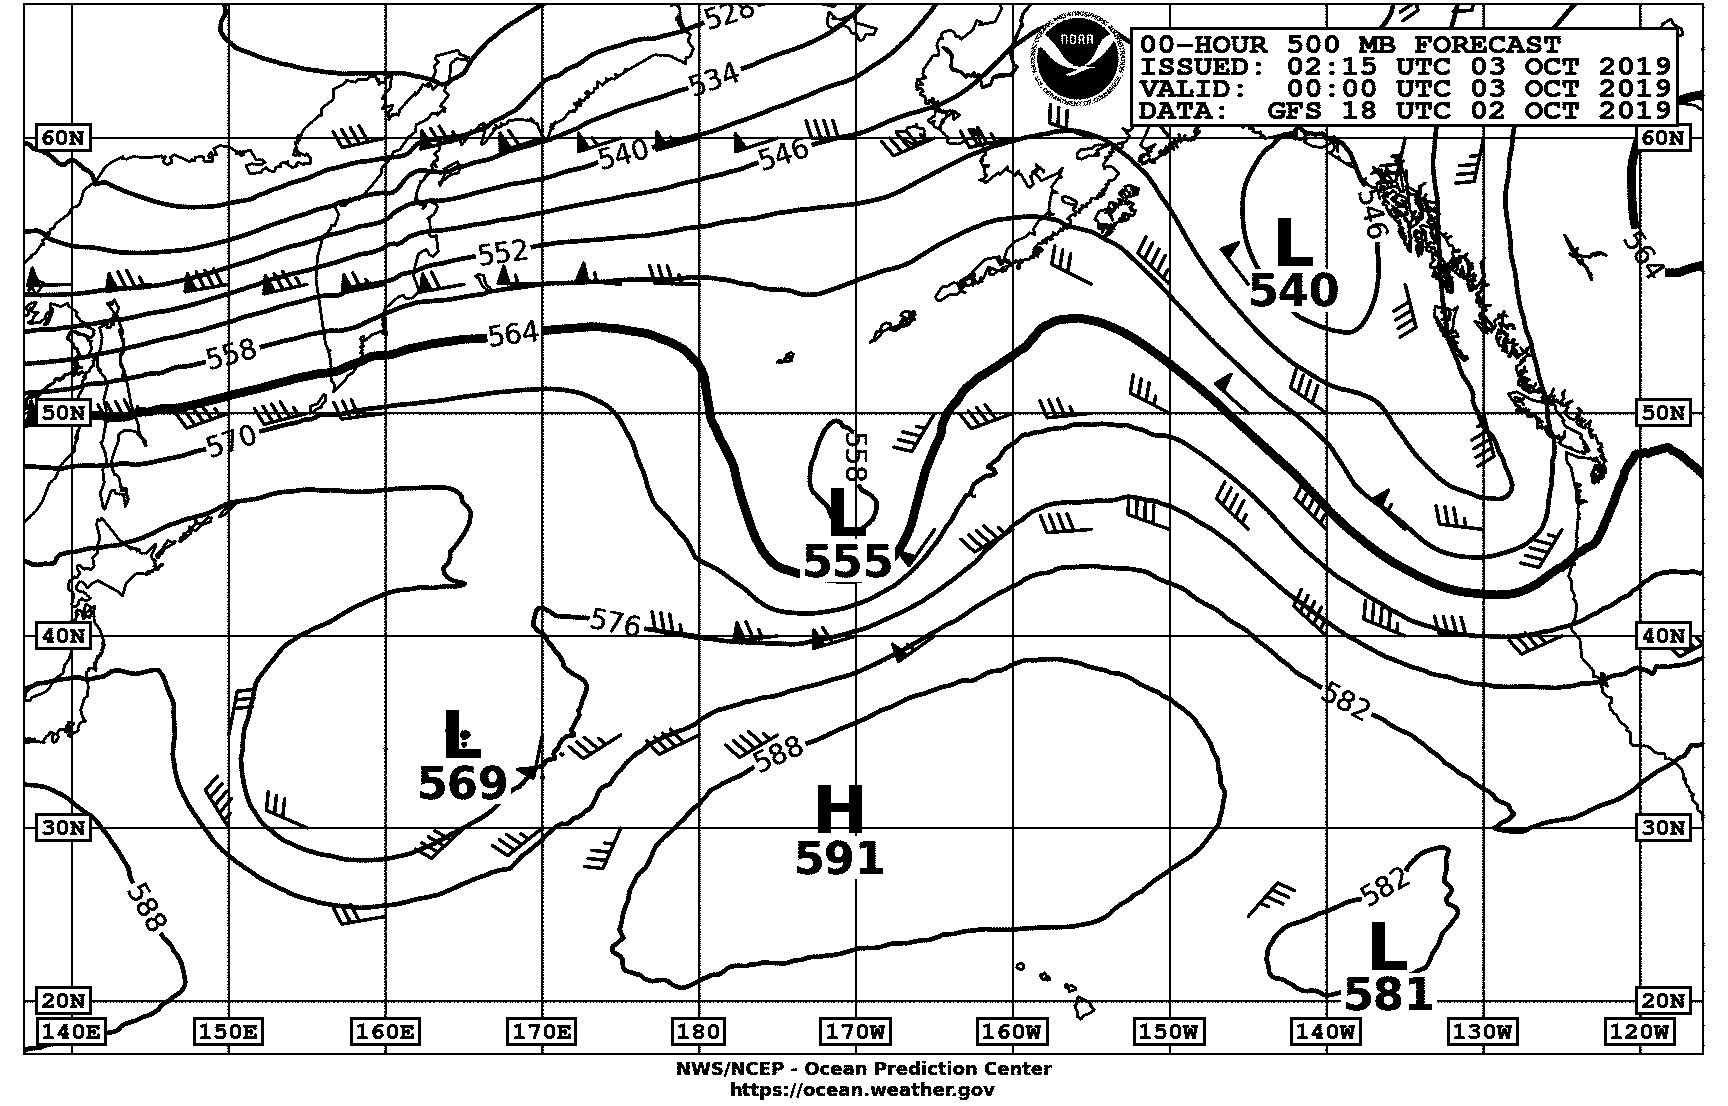 528
NOAA
00-HOUR 500 MB FORECAST
ISSUED: 02:15 UTC 03 OCT 2019
VALID: 00:00 UTC 03 OCT 2019
DATA: GFS 18 UTC 02 OCT 2019
534
60N
540
546
60N
546
552
L
540
564
558
564
50N
50N
570
558
L
555
576
40N
40N
582
L
569
588
H
591
30N
30N
588
582
L
581
20N
20N
140E 150E 160E 170E 180 170W 160W 150W 140W 130W 120W
NWS/NCEP - Ocean Prediction Center
https://ocean.weather.gov